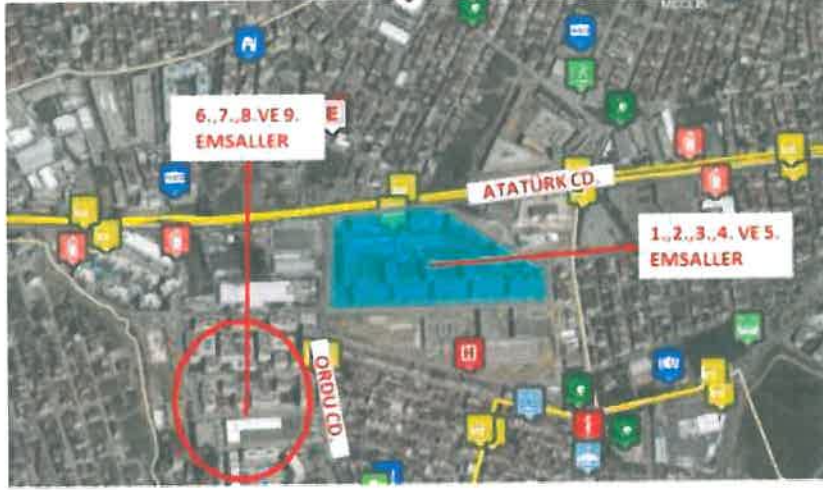 6.,7.,8.VE 9.
EMSALLER
E
ATATÜRK CD.
1.,2.,3.,4. VE 5.
EMSALLER
H
ORDU CD.